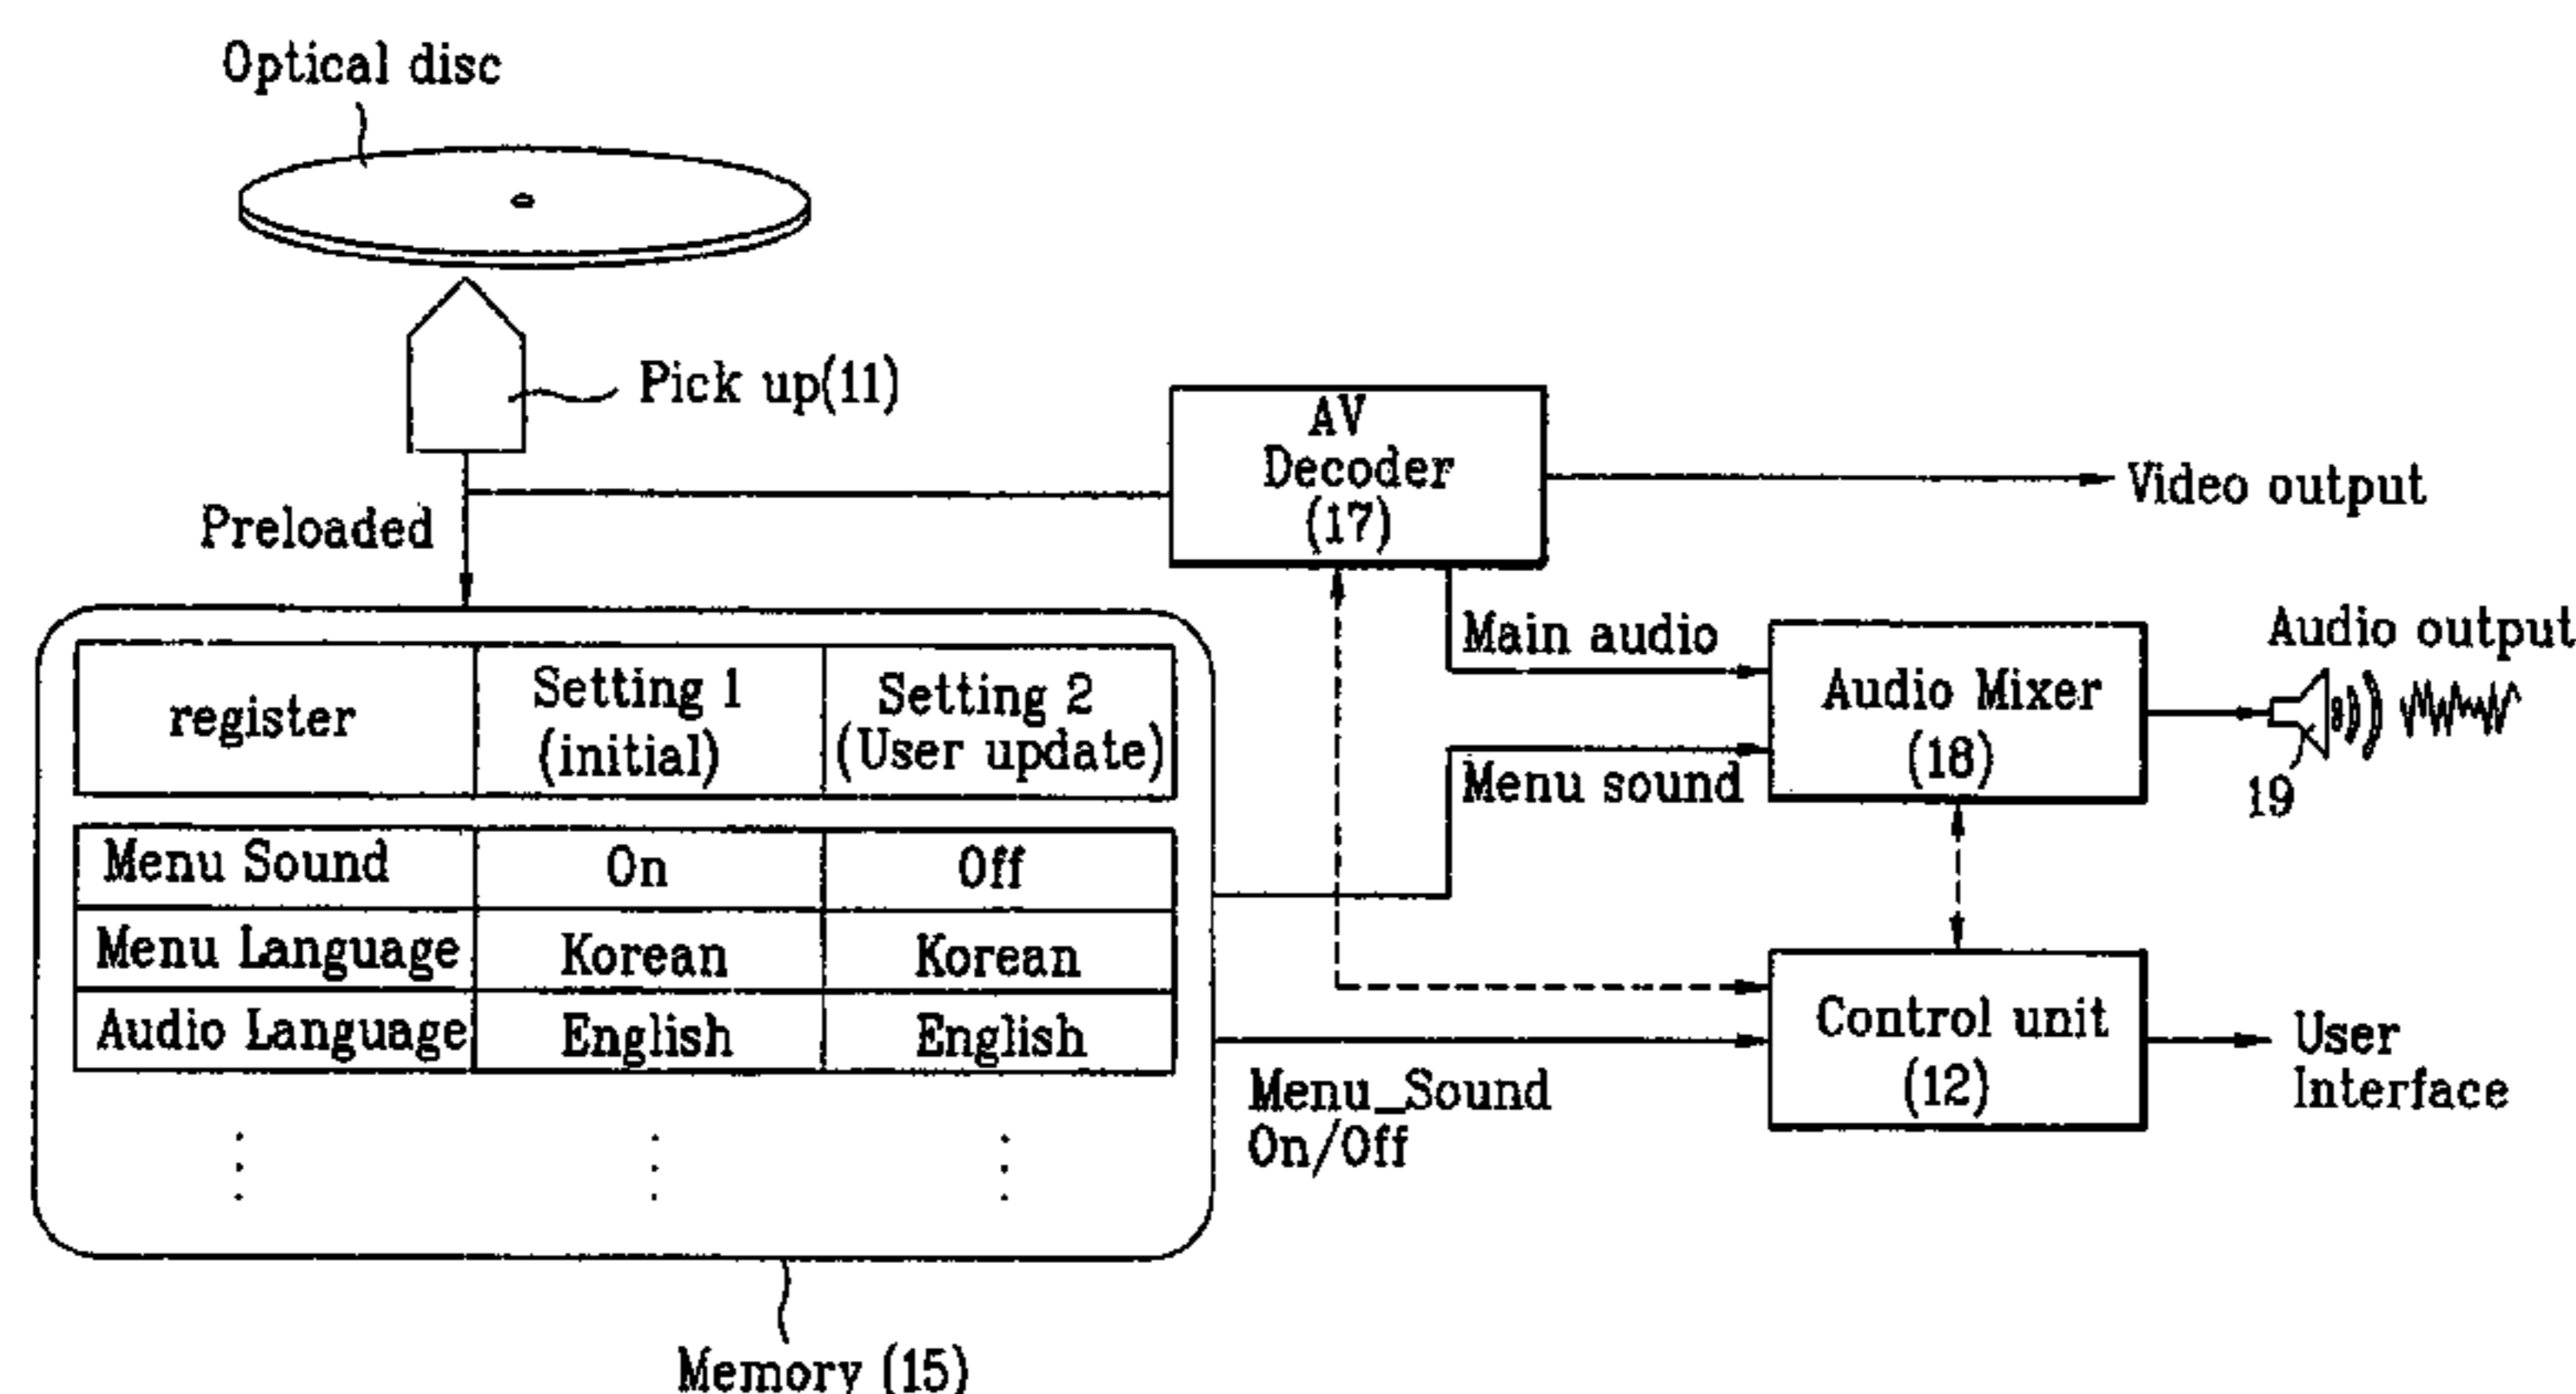 Optical disc
Pick up(11)
Preloaded
AV
Decoder
(17)
Video output
Main audio
Menu sound
Audio Mixer
(18)
Audio output
19
register
Setting 1
(initial)
Setting 2
(User update)
Menu Sound
On
Off
Menu Language
Korean
Korean
Audio Language
English
English
Menu_Sound
On/Off
Control unit
(12)
User
Interface
Memory (15)